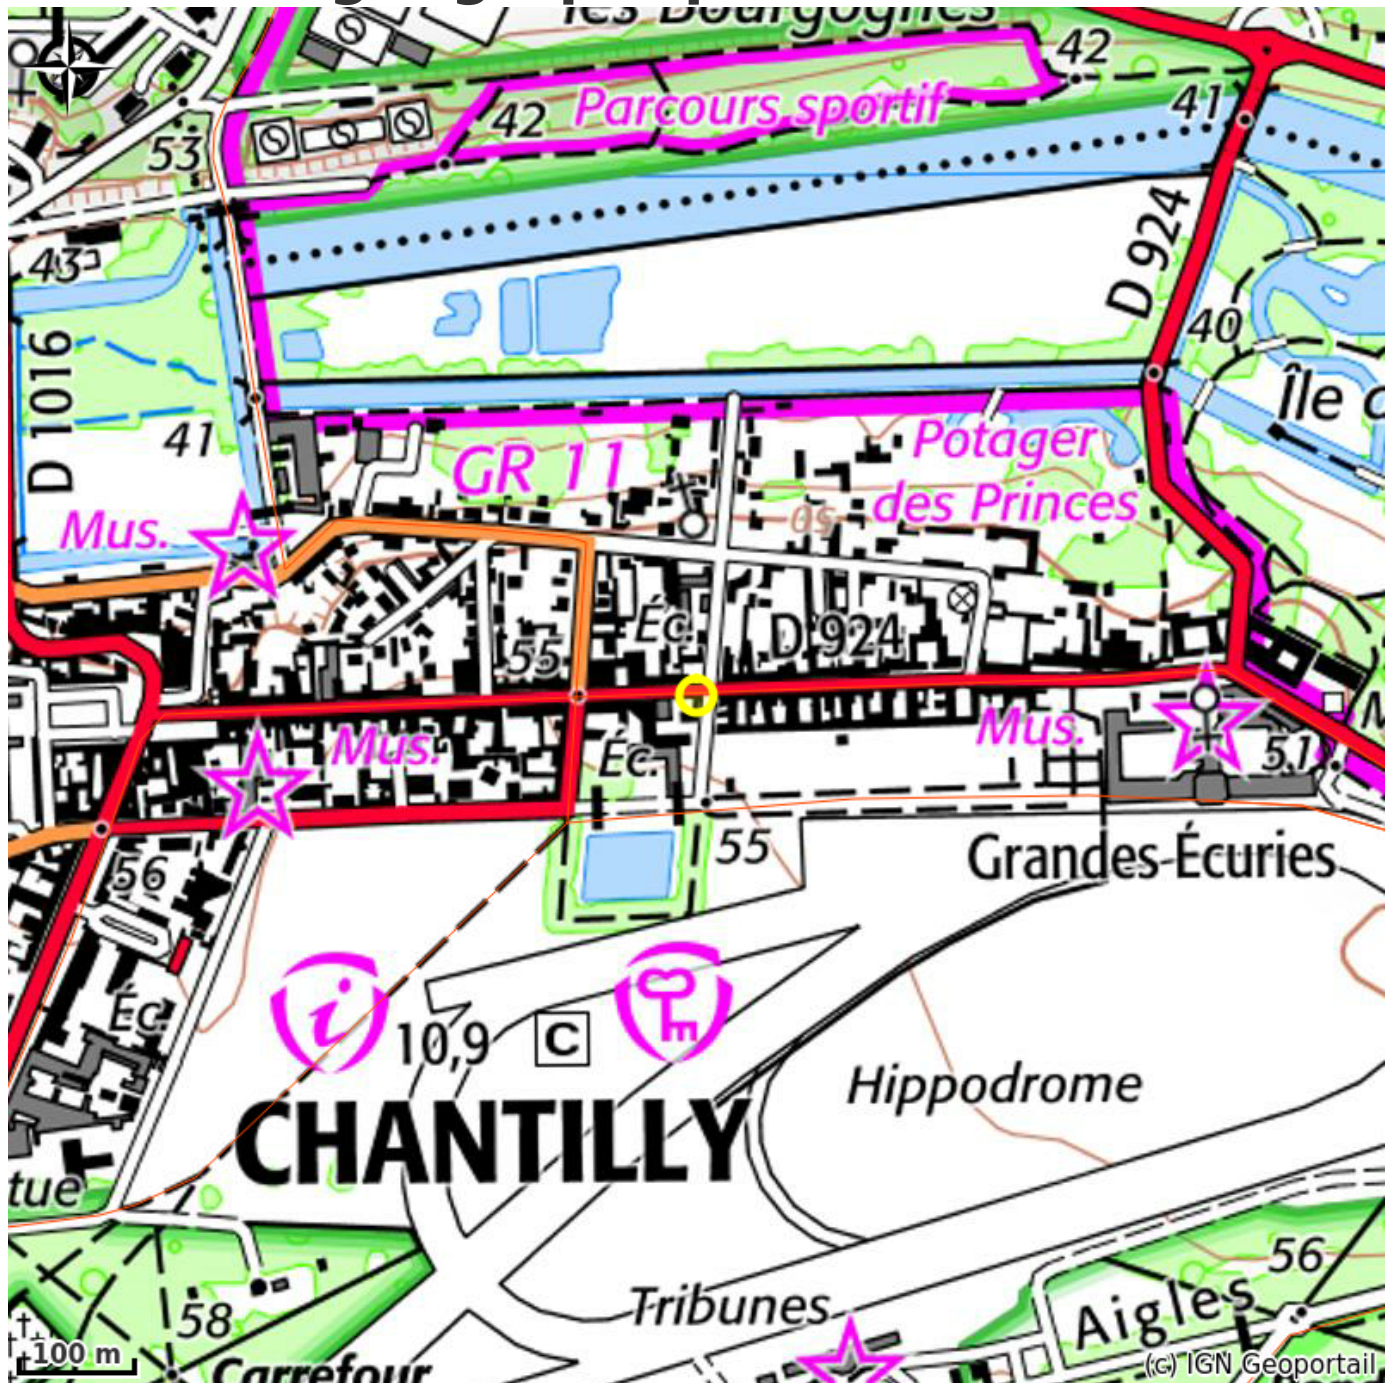 les Bourgognes
42
Parcours sportif
41
42
53
D 924
43
40
D 1016
Île d
41
GR 11
Potager
des Princes
Mus.
Éc.
D 924
55
Mus.
Éc.
Mus.
51
55
56
Grandes Écuries
i
10,9
C
Éc.
Hippodrome
CHANTILLY
tue
56
Tribunes
Aigles
58
100 m
Carrefour
(c) IGN Geoportail